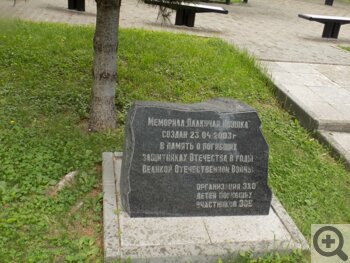 Мемориал „Плакучая ивушка"
создан 23.04.2003 г
в память о погибших
защитниках Отечества в годы
Великой Отечественной Войны.
организация ЗАО
детей погибших
участников ВОВ